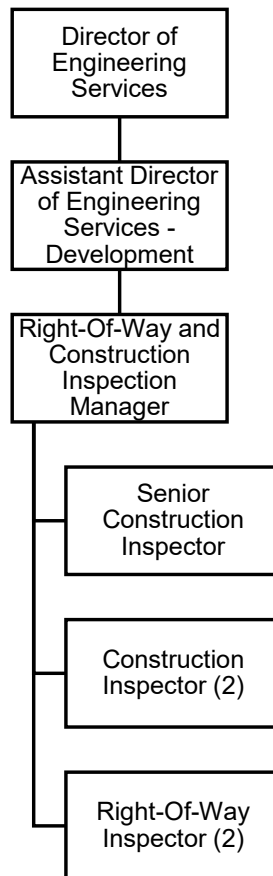 Director of
Engineering
Services
Assistant Director
of Engineering
Services -
Development
Right-Of-Way and
Construction
Inspection
Manager
Senior
Construction
Inspector
Construction
Inspector (2)
Right-Of-Way
Inspector (2)